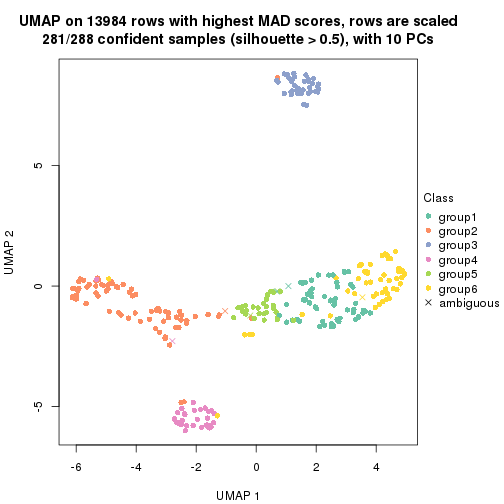 UMAP on 13984 rows with highest MAD scores, rows are scaled
281/288 confident samples (silhouette > 0.5), with 10 PCs
5
0
-5
UMAP 2
-6
-4
-2
0
2
4
UMAP 1
Class
group1
group2
group3
group4
group5
group6
ambiguous